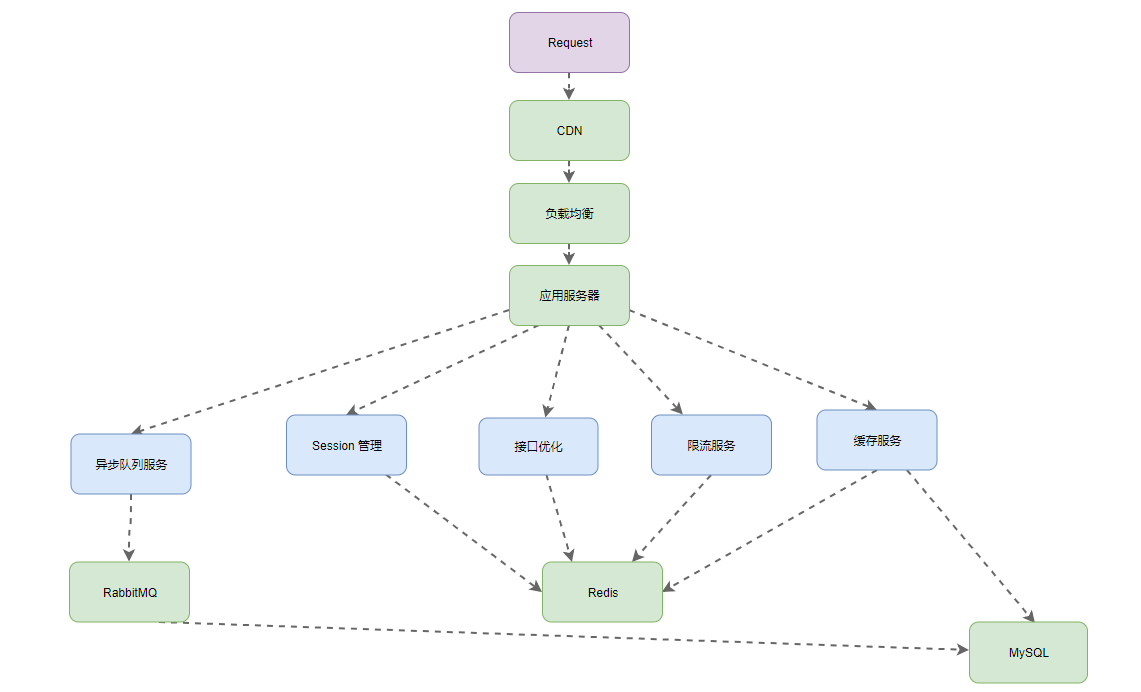 Request
CDN
负载均衡
应用服务器
异步队列服务
Session 管理
接口优化
限流服务
缓存服务
RabbitMQ
Redis
MySQL